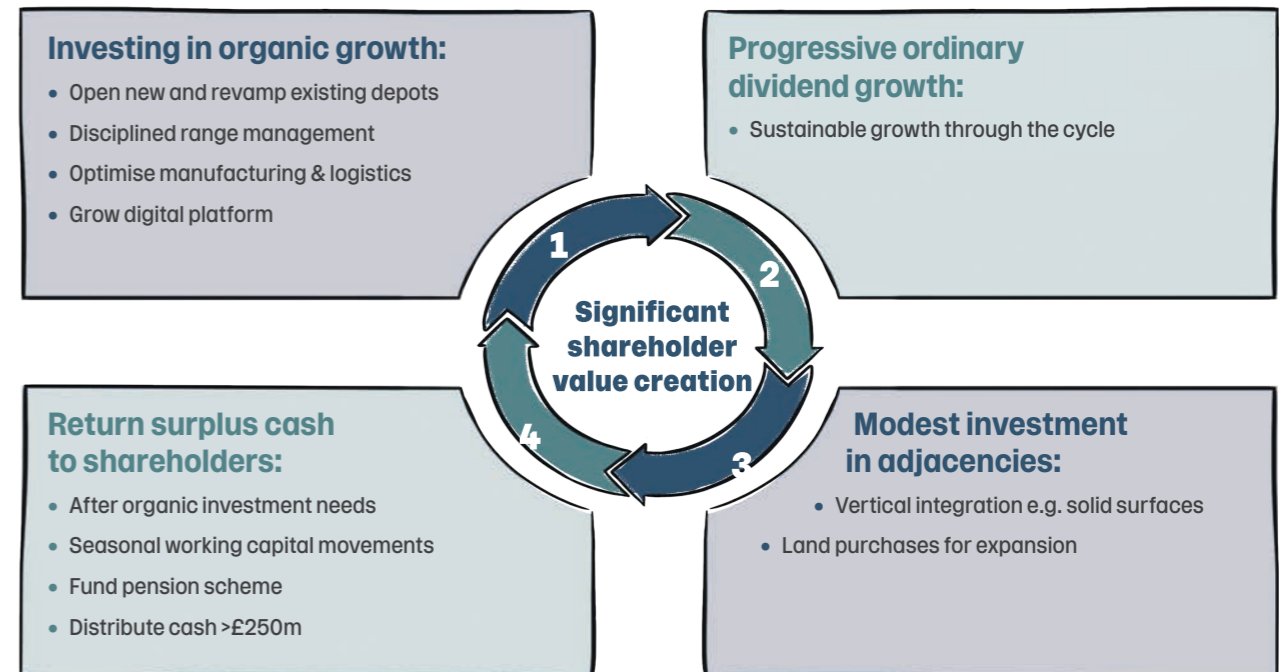 Investing in organic growth:
• Open new and revamp existing depots
• Disciplined range management
• Optimise manufacturing & logistics
• Grow digital platform
Progressive ordinary
dividend growth:
• Sustainable growth through the cycle
1
2
Significant
shareholder
value creation
4
3
Return surplus cash
to shareholders:
• After organic investment needs
• Seasonal working capital movements
• Fund pension scheme
• Distribute cash >£250m
Modest investment
in adjacencies:
• Vertical integration e.g. solid surfaces
• Land purchases for expansion